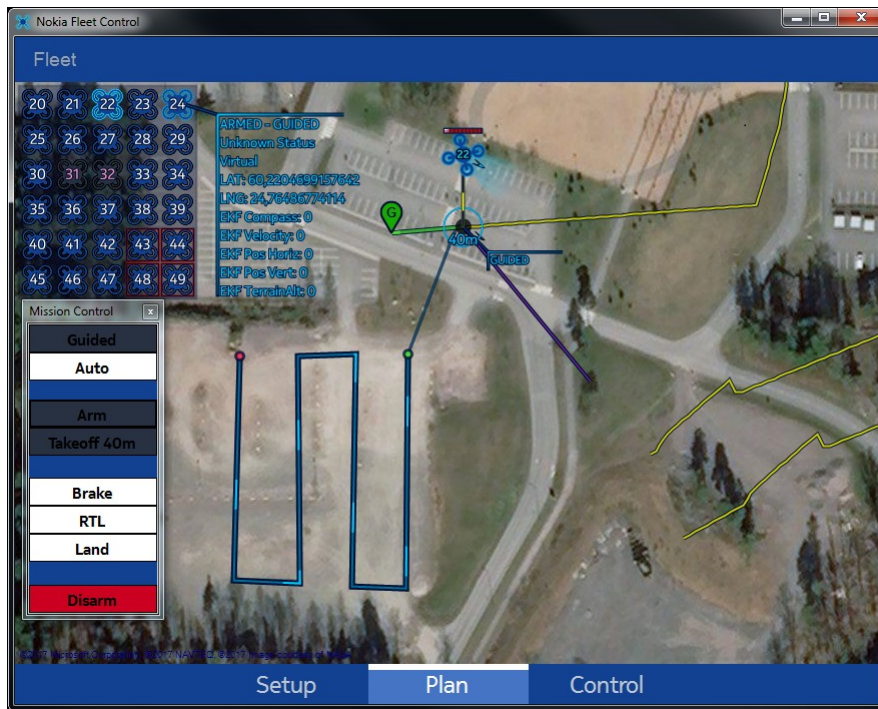 Nokia Fleet Control
Fleet
20 21 22 23 24
25 26 27 28 29
30 31 32 33 34
35 36 37 38 39
40 41 42 43 44
45 46 47 48 49
ARMED - GUIDED
Unknown Status
Virtual
LAT: 60,2204699157642
LNG: 24,76486774114
EKF Compass: 0
EKF Velocity: 0
EKF Pos Horiz: 0
EKF Pos Vert: 0
EKF TerrainAlt: 0
22
G
40m
GUIDED
Mission Control
Guided
Auto
Arm
Takeoff 40m
Brake
RTL
Land
Disarm
Setup Plan Control